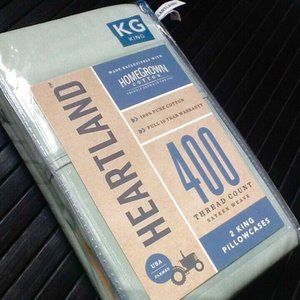 KG
KING
MADE EXCLUSIVELY WITH
HOMEGROWN
COTTON
100% PURE COTTON
FULL 10 YEAR WARRANTY
HEARTLAND
400
THREAD COUNT
SATEEN WEAVE
2 KING
PILLOWCASES
USA
FARMED